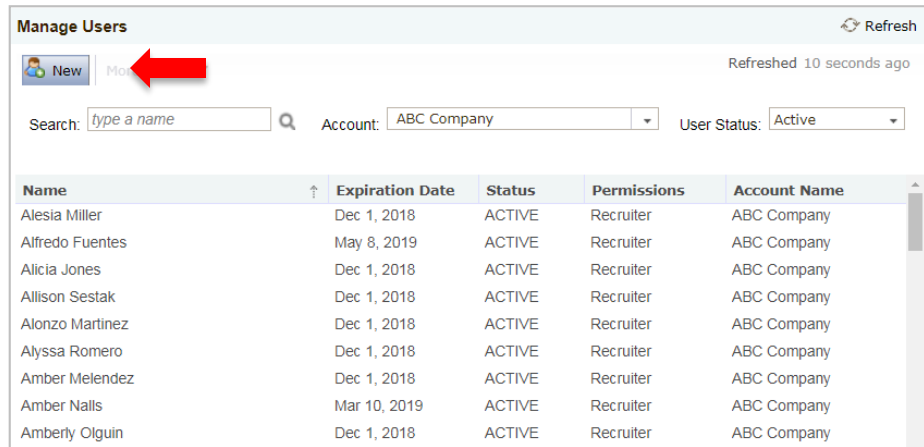 Manage Users Refresh
New Mo
Refreshed 10 seconds ago
Search: type a name Account: ABC Company User Status: Active
Name Expiration Date Status Permissions Account Name
Alesia Miller Dec 1, 2018 ACTIVE Recruiter ABC Company
Alfredo Fuentes May 8, 2019 ACTIVE Recruiter ABC Company
Alicia Jones Dec 1, 2018 ACTIVE Recruiter ABC Company
Allison Sestak Dec 1, 2018 ACTIVE Recruiter ABC Company
Alonzo Martinez Dec 1, 2018 ACTIVE Recruiter ABC Company
Alyssa Romero Dec 1, 2018 ACTIVE Recruiter ABC Company
Amber Melendez Dec 1, 2018 ACTIVE Recruiter ABC Company
Amber Nalls Mar 10, 2019 ACTIVE Recruiter ABC Company
Amberly Olguin Dec 1, 2018 ACTIVE Recruiter ABC Company